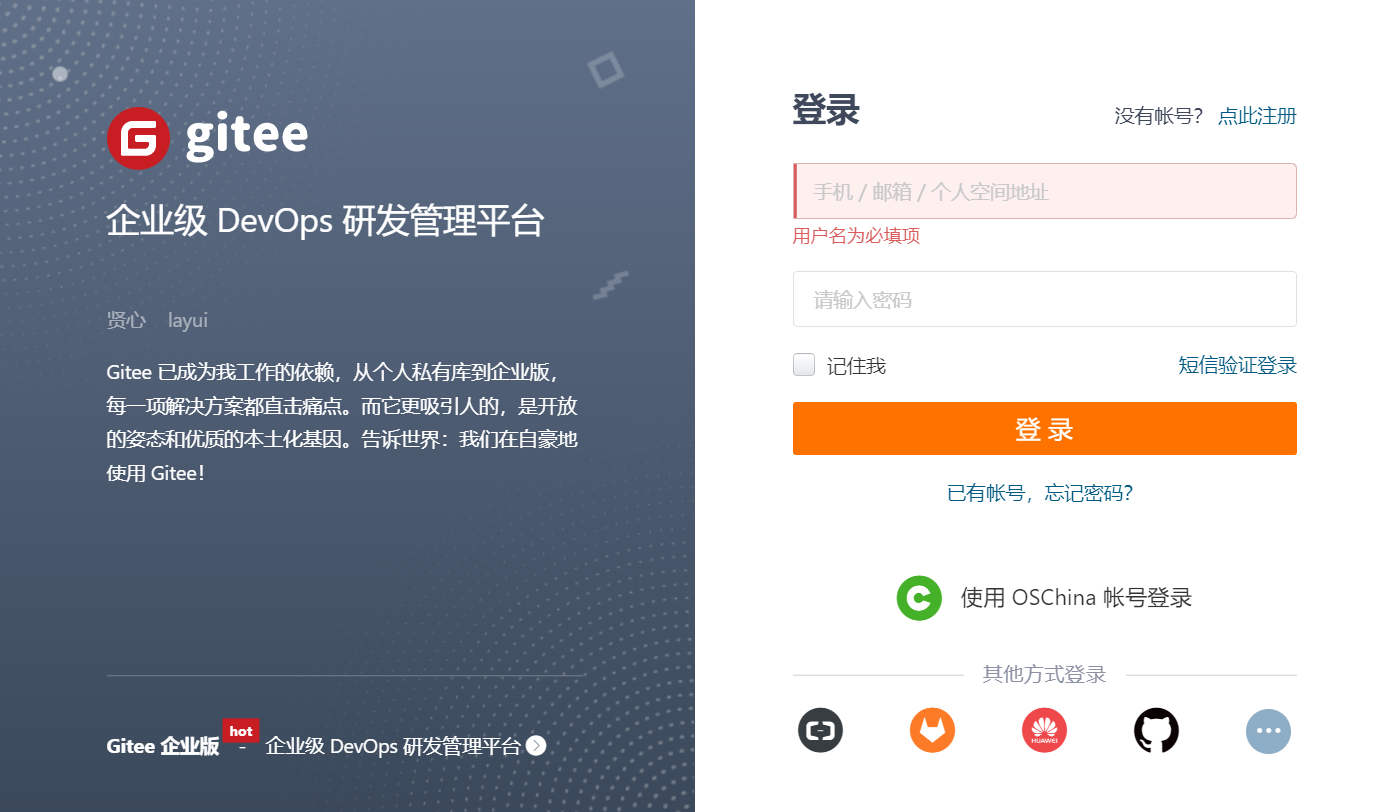 gitee
企业级 DevOps 研发管理平台
贤心 layui
Gitee 已成为我工作的依赖，从个人私有库到企业版，
每一项解决方案都直击痛点。而它更吸引人的，是开放
的姿态和优质的本土化基因。告诉世界：我们在自豪地
使用 Gitee！
hot
Gitee 企业版 - 企业级 DevOps 研发管理平台
登录
没有帐号？ 点此注册
手机 / 邮箱 / 个人空间地址
用户名为必填项
请输入密码
记住我
短信验证登录
登 录
已有帐号，忘记密码？
使用 OSChina 帐号登录
其他方式登录
HUAWEI